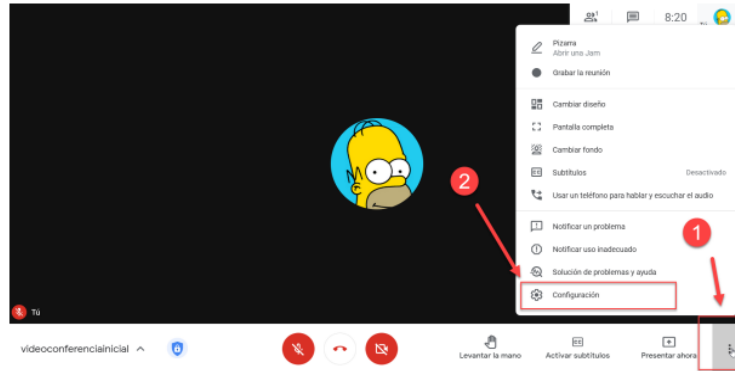 1
8:20
Pizarra
Abrir una Jam
Grabar la reunión
Cambiar diseño
Pantalla completa
Cambiar fondo
Subtítulos Desactivado
Usar un teléfono para hablar y escuchar el audio
Notificar un problema
Notificar uso inadecuado
Solución de problemas y ayuda
Configuración
2
1
Tú
videoconferenciainicial
Levantar la mano
Activar subtítulos
Presentar ahora